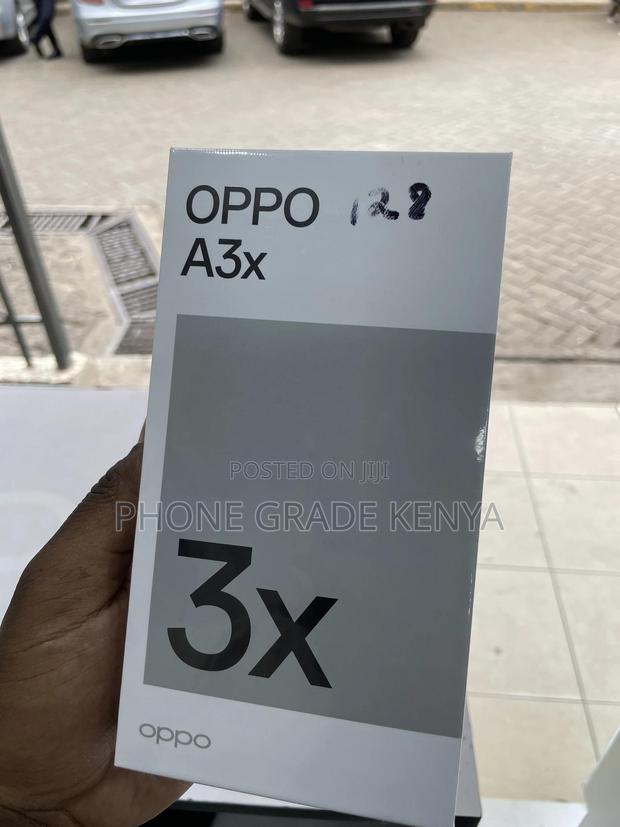 OPPO 128
A3x
POSTED ON JIJI
PHONE GRADE KENYA
3x
oppo